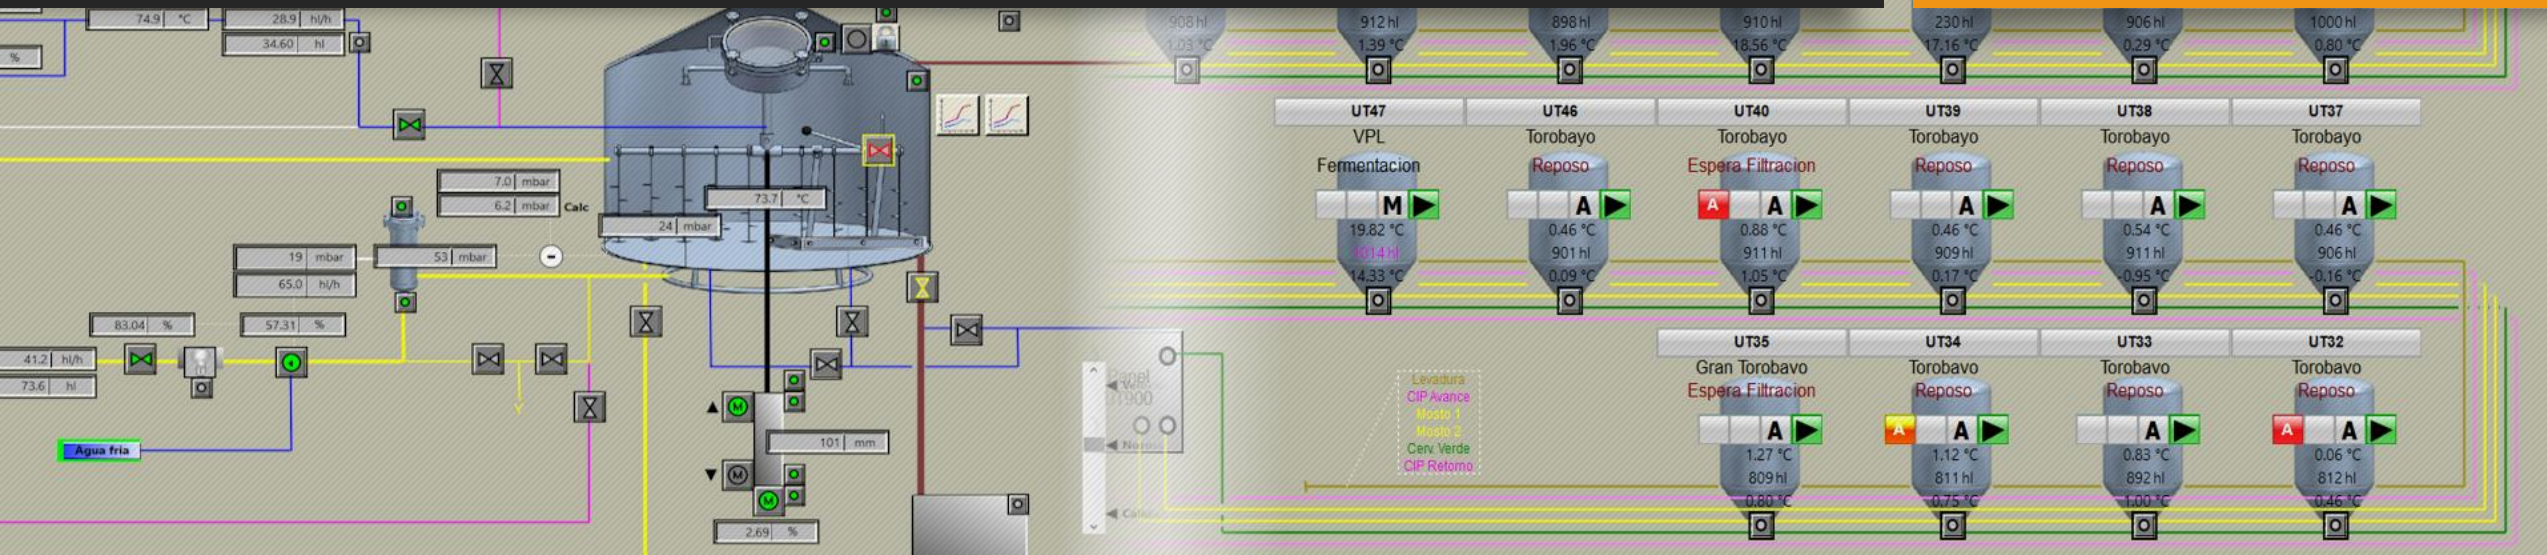 74.9 °C
28.9 hl/h
34.60 hl
%
7.0 mbar
6.2 mbar Calc
73.7 °C
24 mbar
19 mbar
53 mbar
65.0 hl/h
83.04 %
57.31 %
41.2 hl/h
73.6 hl
Agua fria
M
101 mm
M
M
2.69 %
908 hl 912 hl 898 hl 910 hl 230 hl 906 hl 1000 hl
1.03 °C 1.39 °C 1.96 °C 18.56 °C 17.16 °C 0.29 °C 0.80 °C
UT47 UT46 UT40 UT39 UT38 UT37
VPL Torobayo Torobayo Torobayo Torobayo Torobayo
Fermentacion Reposo Espera Filtracion Reposo Reposo Reposo
M A A A A A A
19.82 °C 0.46 °C 0.88 °C 0.46 °C 0.54 °C 0.46 °C
1014 hl 901 hl 911 hl 909 hl 911 hl 906 hl
14.33 °C 0.09 °C 1.05 °C 0.17 °C -0.95 °C -0.16 °C
UT35 UT34 UT33 UT32
Gran Torobayo Torobayo Torobayo Torobayo
Espera Filtracion Reposo Reposo Reposo
A A A A A A
1.27 °C 1.12 °C 0.83 °C 0.06 °C
809 hl 811 hl 892 hl 812 hl
0.80 °C 0.75 °C 1.00 °C 0.46 °C
Panel
UT900
Levadura
CIP Avance
Mosto 1
Mosto 2
Cerv. Verde
CIP Retorno